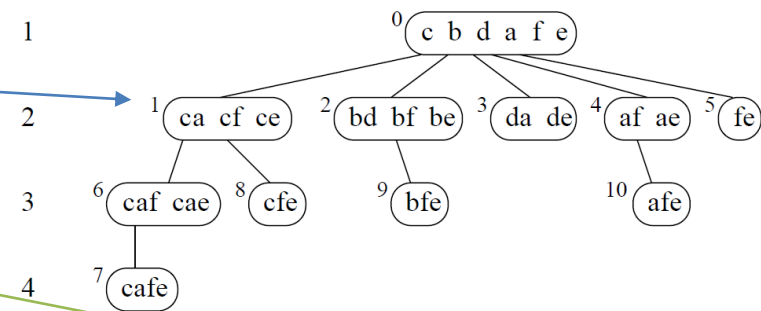 1 0 c b d a f e
2 1 ca cf ce 2 bd bf be 3 da de 4 af ae 5 fe
3 6 caf cae 8 cfe 9 bfe 10 afe
4 7 cafe